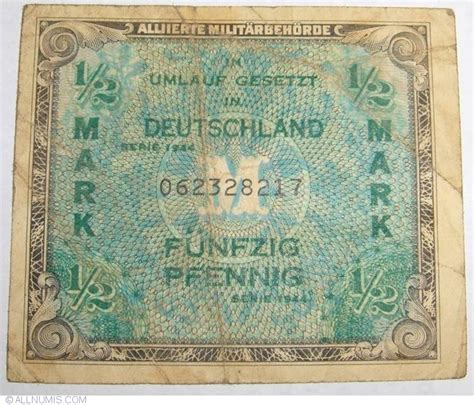 ALLIIERTE MILITÄRBEHÖRDE
1/2 IN 1/2
UMLAUF GESETZT
IN
DEUTSCHLAND
SERIE 1944
MARK MARK
M
062328217
FÜNFZIG
PFENNIG
1/2 SERIE 1944 1/2
© ALLNUMIS.COM